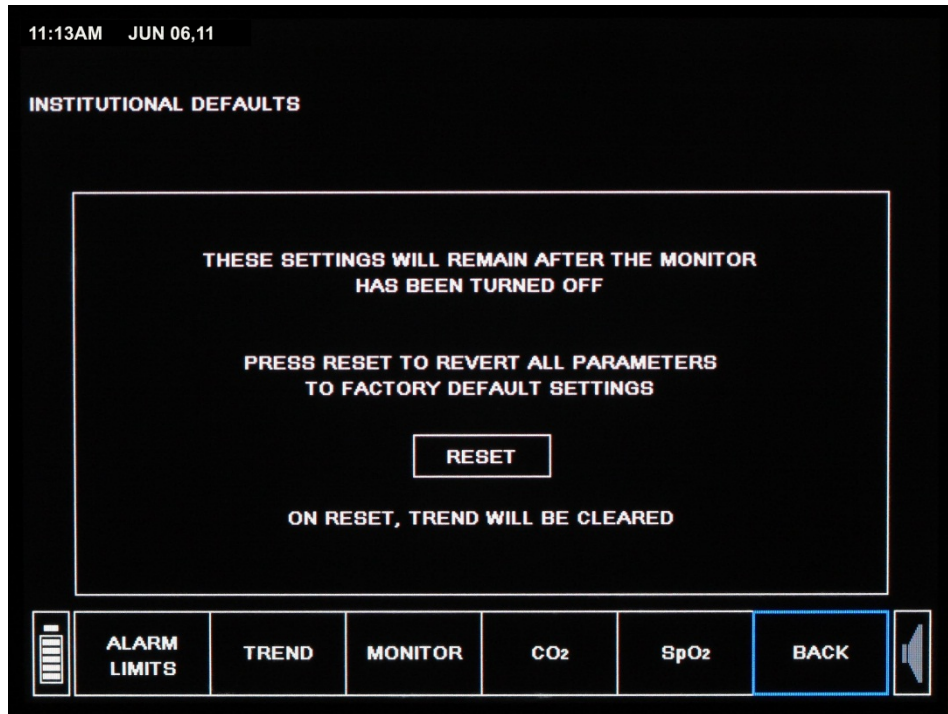 11:13AM JUN 06,11
INSTITUTIONAL DEFAULTS
THESE SETTINGS WILL REMAIN AFTER THE MONITOR
HAS BEEN TURNED OFF
PRESS RESET TO REVERT ALL PARAMETERS
TO FACTORY DEFAULT SETTINGS
RESET
ON RESET, TREND WILL BE CLEARED
ALARM
LIMITS
TREND
MONITOR
CO₂
SpO₂
BACK